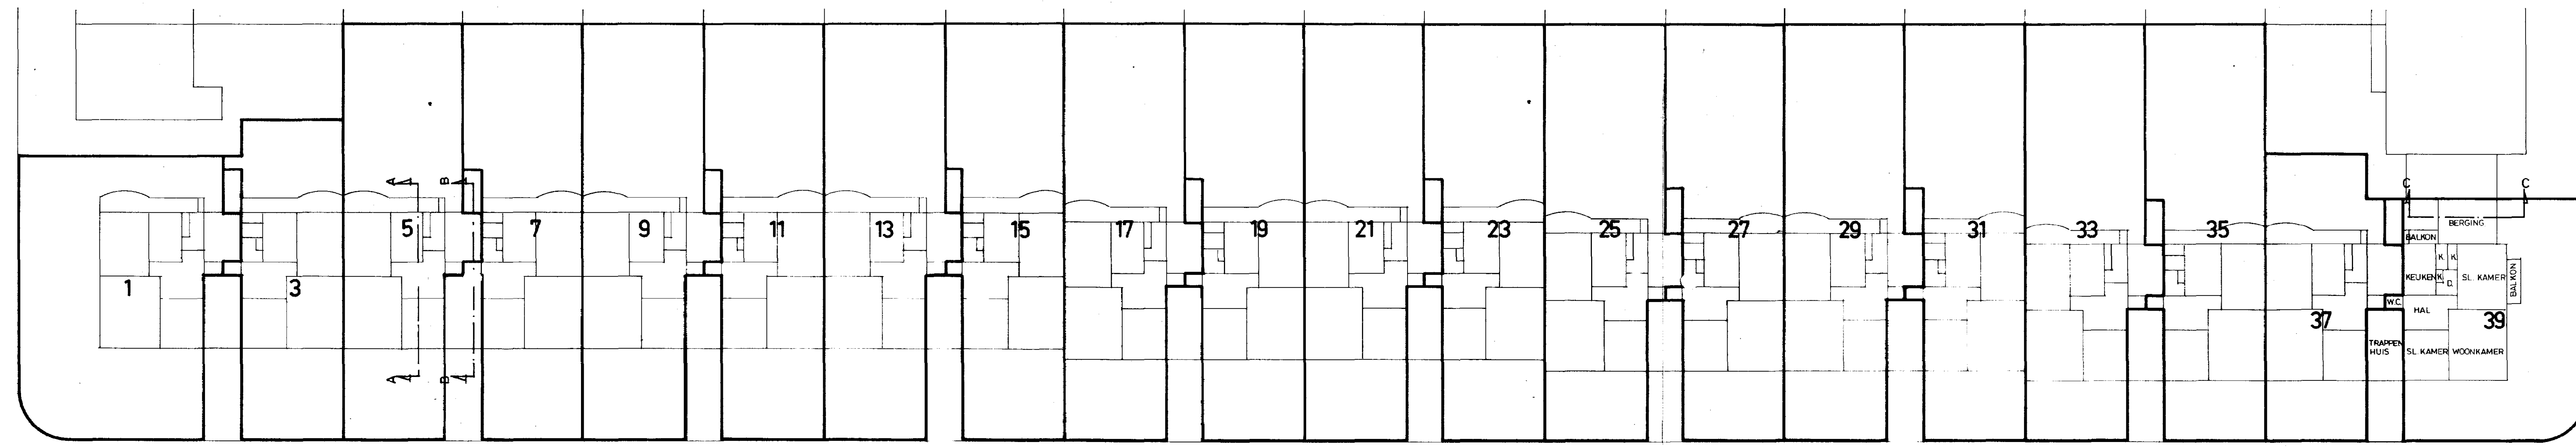 A
B
C
C
5
7
9
11
13
15
17
19
21
23
25
27
29
31
33
35
BERGING
BALKON
K. K.
KEUKEN K.
D.
SL. KAMER
BALKON
1
3
W.C.
HAL
37
39
TRAPPEN
HUIS
SL. KAMER
WOONKAMER
A
B